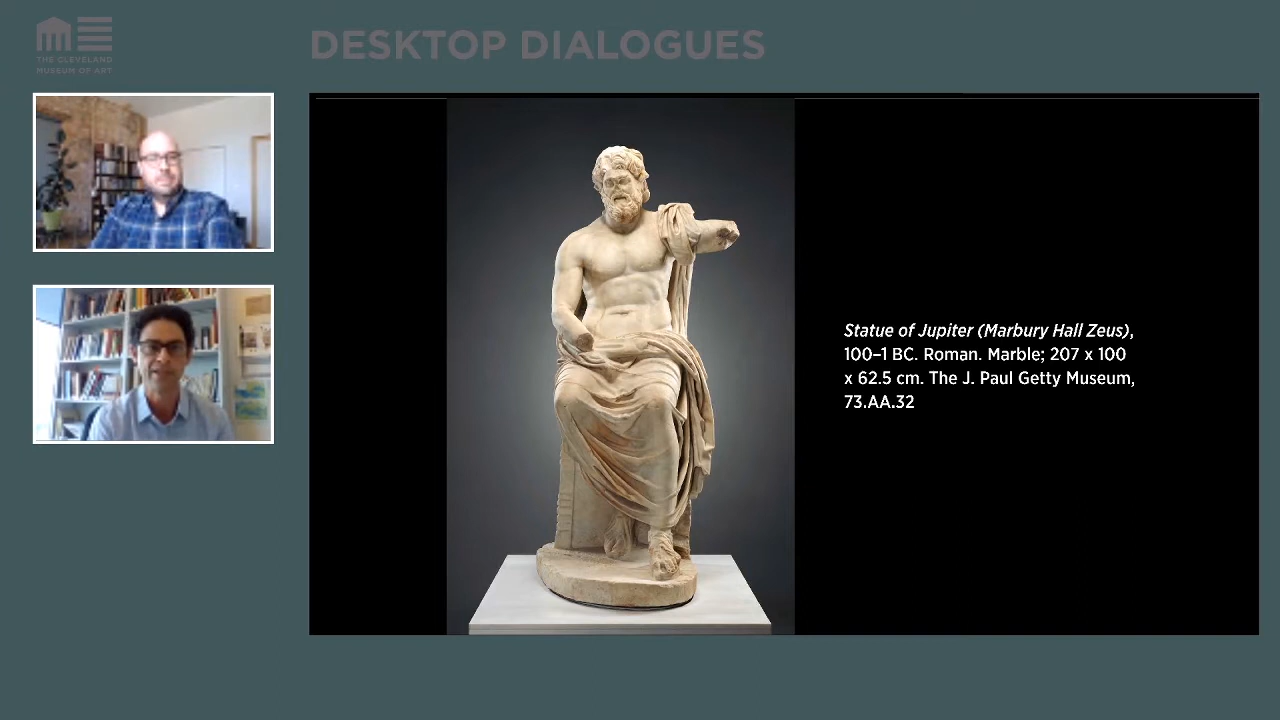 THE CLEVELAND
MUSEUM OF ART
DESKTOP DIALOGUES
Statue of Jupiter (Marbury Hall Zeus),
100–1 BC. Roman. Marble; 207 x 100
x 62.5 cm. The J. Paul Getty Museum,
73.AA.32